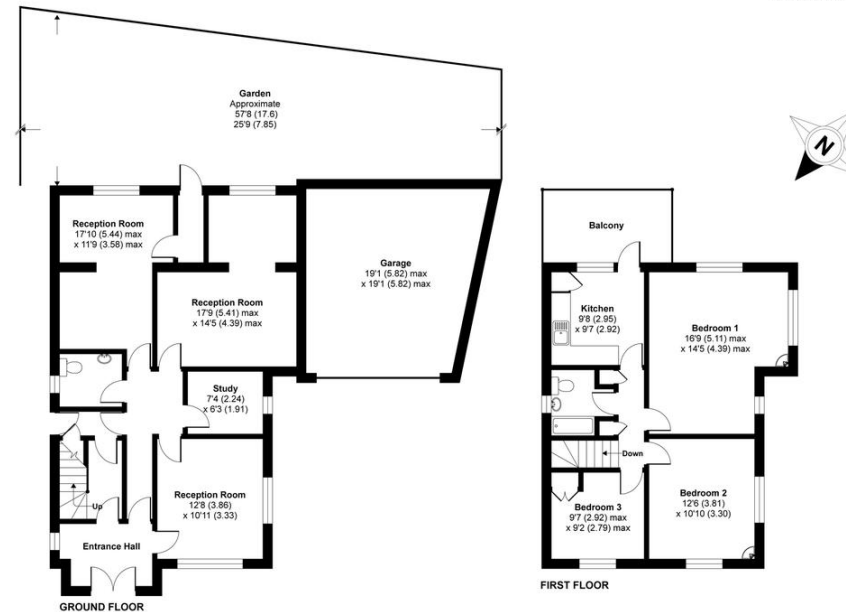 Garden
Approximate
57'8 (17.6)
25'9 (7.85)
N
Reception Room
17'10 (5.44) max
x 11'9 (3.58) max
Balcony
Garage
19'1 (5.82) max
x 19'1 (5.82) max
Reception Room
17'9 (5.41) max
x 14'5 (4.39) max
Kitchen
9'8 (2.95)
x 9'7 (2.92)
Bedroom 1
16'9 (5.11) max
x 14'5 (4.39) max
Study
7'4 (2.24)
x 6'3 (1.91)
Down
Reception Room
12'8 (3.86)
x 10'11 (3.33)
Up
Bedroom 2
12'6 (3.81)
x 10'10 (3.30)
Bedroom 3
9'7 (2.92) max
x 9'2 (2.79) max
Entrance Hall
FIRST FLOOR
GROUND FLOOR